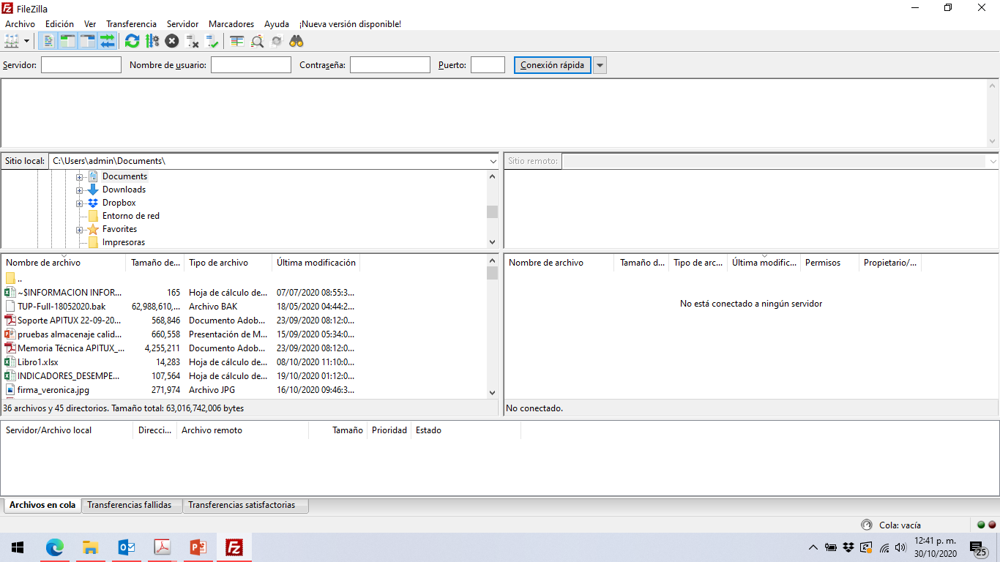 FileZilla
Archivo Edición Ver Transferencia Servidor Marcadores Ayuda ¡Nueva versión disponible!
Servidor: Nombre de usuario: Contraseña: Puerto: Conexión rápida
Sitio local: C:\Users\admin\Documents\
Documents
Downloads
Dropbox
Entorno de red
Favorites
Impresoras
Sitio remoto:
Nombre de archivo Tamaño de... Tipo de archivo Última modificación
..
~$INFORMACION INFOR... 165 Hoja de cálculo de... 07/07/2020 08:55:3...
TUP-Full-18052020.bak 62,988,610,... Archivo BAK 18/05/2020 04:44:2...
Soporte APITUX 22-09-20... 568,846 Documento Adob... 23/09/2020 08:12:0...
pruebas almacenaje calid... 660,558 Presentación de M... 15/09/2020 05:34:0...
Memoria Técnica APITUX_... 4,255,211 Documento Adob... 23/09/2020 08:12:0...
Libro1.xlsx 14,283 Hoja de cálculo de... 08/10/2020 11:10:0...
INDICADORES_DESEMPE... 107,564 Hoja de cálculo de... 19/10/2020 01:12:0...
firma_veronica.jpg 271,974 Archivo JPG 16/10/2020 09:46:3...
36 archivos y 45 directorios. Tamaño total: 63,016,742,006 bytes
Nombre de archivo Tamaño d... Tipo de arc... Última modific... Permisos Propietario/...
No está conectado a ningún servidor
No conectado.
Servidor/Archivo local Direcci... Archivo remoto Tamaño Prioridad Estado
Archivos en cola Transferencias fallidas Transferencias satisfactorias
Cola: vacía
12:41 p. m.
30/10/2020
25